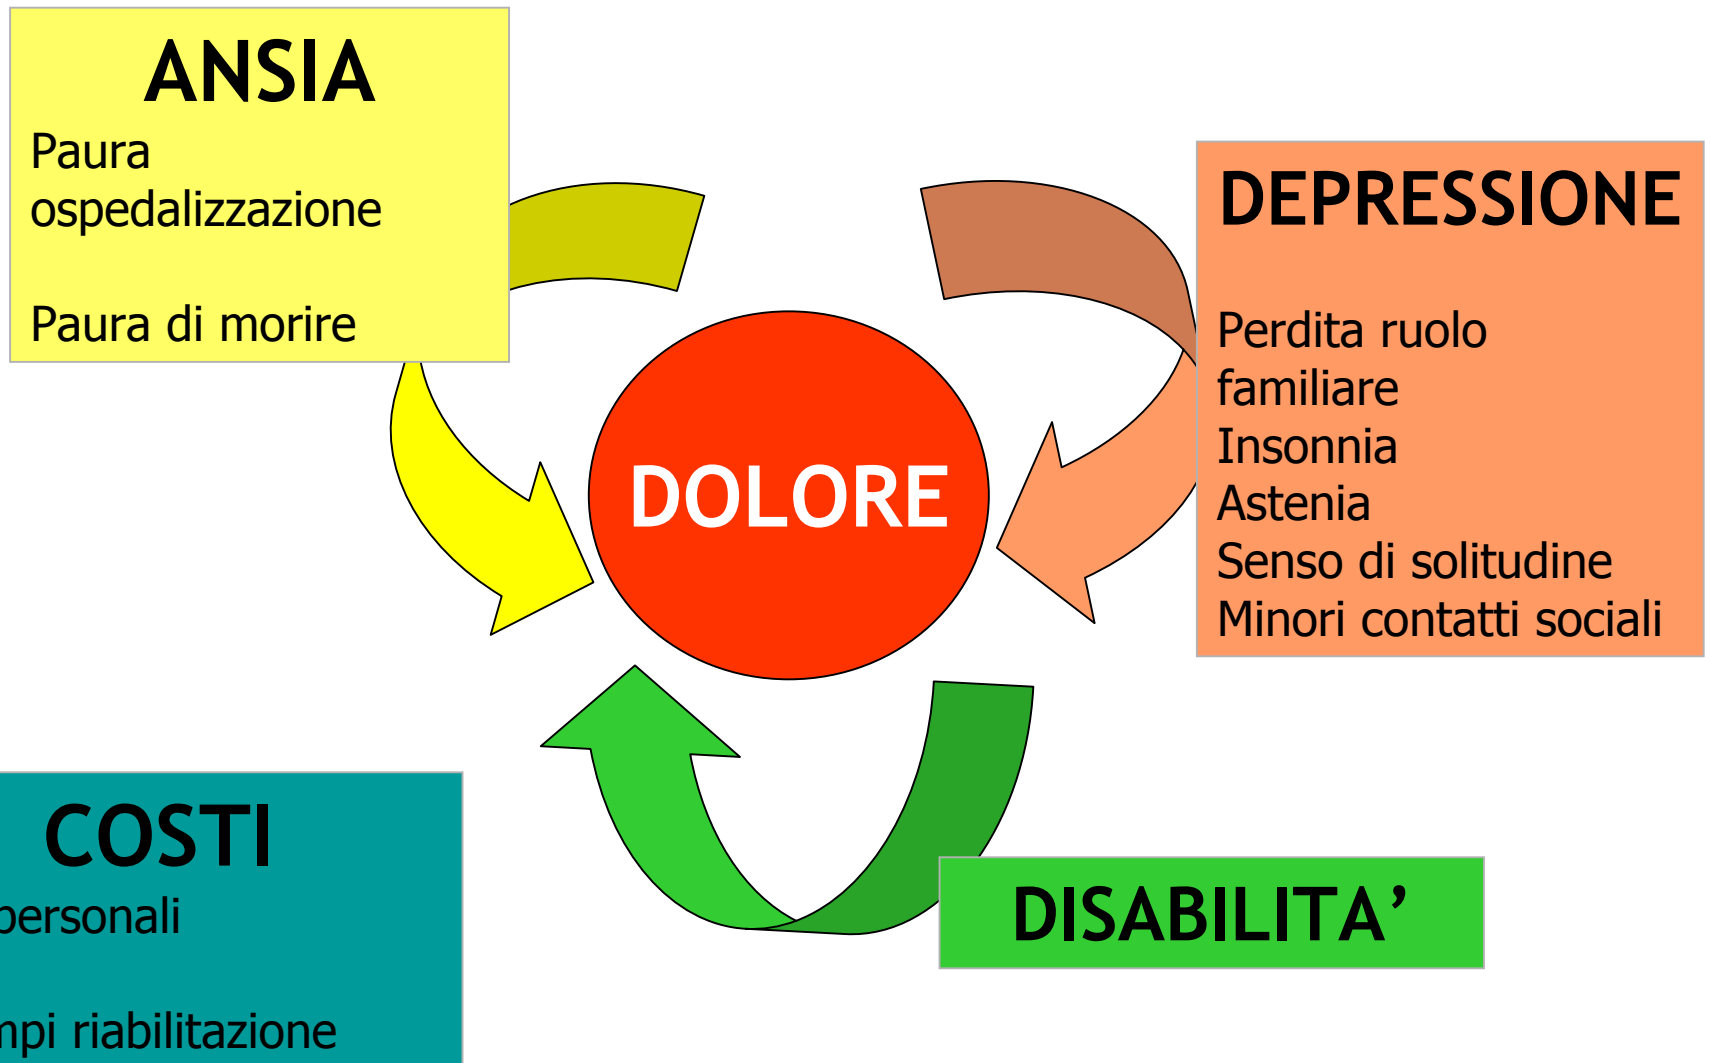 ANSIA
Paura
ospedalizzazione
Paura di morire
DEPRESSIONE
Perdita ruolo
familiare
Insonnia
Astenia
Senso di solitudine
Minori contatti sociali
DOLORE
COSTI
personali
riabilitazione
DISABILITA’